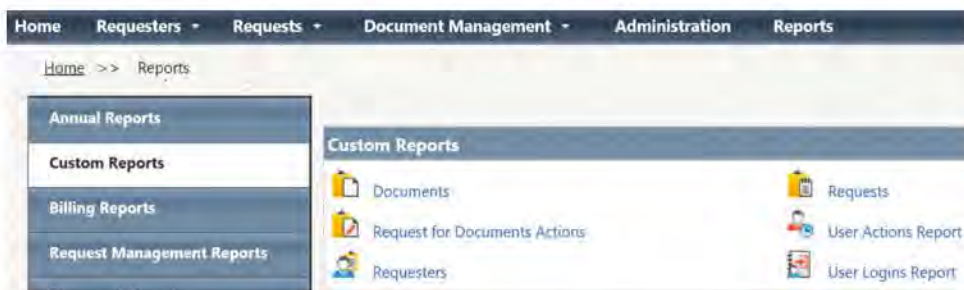 Home Requesters Requests Document Management Administration Reports
Home >> Reports
Annual Reports
Custom Reports
Billing Reports
Request Management Reports
Custom Reports
Documents Requests
Request for Documents Actions User Actions Report
Requesters User Logins Report